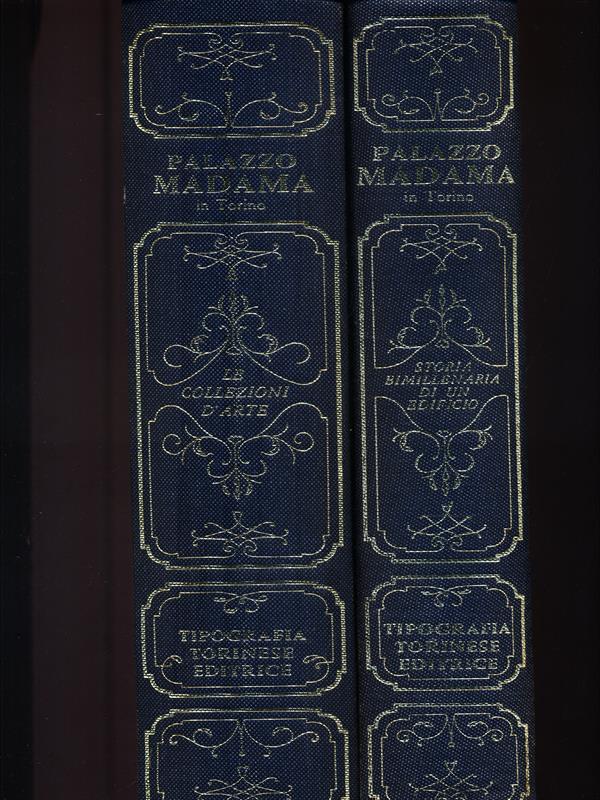 PALAZZO
MADAMA
in Torino
LE
COLLEZIONI
D'ARTE
TIPOGRAFIA
TORINESE
EDITRICE
PALAZZO
MADAMA
in Torino
STORIA
BIMILLENARIA
DI UN
EDIFICIO
TIPOGRAFIA
TORINESE
EDITRICE